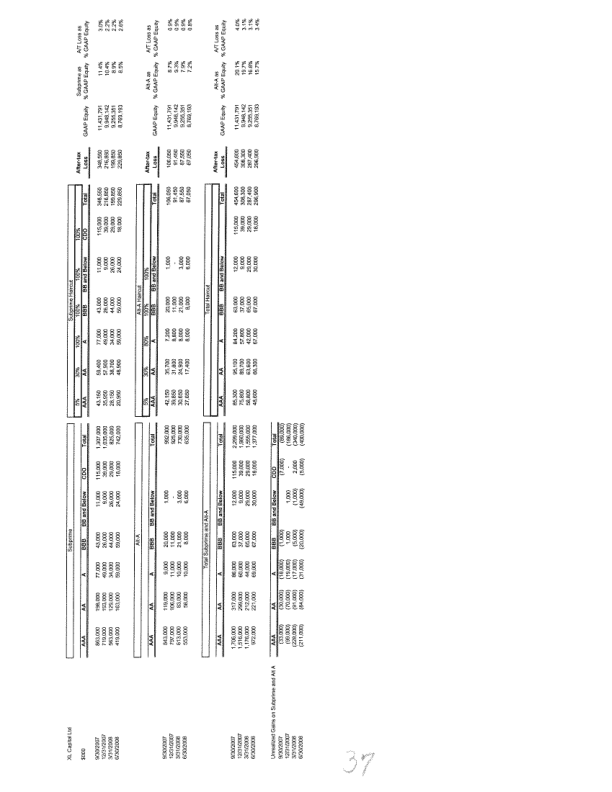 XL Capital Ltd
Subprime Subprime Haircut
5% 30% 100% 100% 100% 100% After-tax Subprime as A/T Loss as
$000 AAA AA A BBB BB and Below CDO Total AAA AA A BBB BB and Below CDO Total Loss GAAP Equity % GAAP Equity % GAAP Equity
9/30/2007 863,000 198,000 77,000 43,000 11,000 115,000 1,307,000 43,150 59,400 77,000 43,000 11,000 115,000 348,550 348,550 11,431,791 11.4% 3.0%
12/31/2007 719,000 193,000 49,000 26,000 9,000 39,000 1,035,000 35,950 57,900 49,000 26,000 9,000 39,000 216,850 216,850 9,948,142 10.4% 2.2%
3/31/2008 563,000 129,000 34,000 44,000 26,000 29,000 825,000 28,150 38,700 34,000 44,000 26,000 29,000 199,850 199,850 9,255,351 8.9% 2.2%
6/30/2008 419,000 163,000 59,000 59,000 24,000 18,000 742,000 20,950 48,900 59,000 59,000 24,000 18,000 229,850 229,850 8,769,193 8.5% 2.6%
Alt-A Alt-A Haircut
5% 30% 80% 100% 100% After-tax Alt-A as A/T Loss as
AAA AA A BBB BB and Below Total AAA AA A BBB BB and Below Total Loss GAAP Equity % GAAP Equity % GAAP Equity
9/30/2007 843,000 119,000 9,000 20,000 1,000 992,000 42,150 35,700 7,200 20,000 1,000 106,050 106,050 11,431,791 8.7% 0.9%
12/31/2007 797,000 106,000 11,000 11,000 - 925,000 39,850 31,800 8,800 11,000 - 91,450 91,450 9,948,142 9.3% 0.9%
3/31/2008 613,000 83,000 10,000 21,000 3,000 730,000 30,650 24,900 8,000 21,000 3,000 87,550 87,550 9,255,351 7.9% 0.9%
6/30/2008 553,000 58,000 10,000 8,000 6,000 635,000 27,650 17,400 8,000 8,000 6,000 67,050 67,050 8,769,193 7.2% 0.8%
Total Subprime and Alt-A Total Haircut
After-tax Alt-A as A/T Loss as
AAA AA A BBB BB and Below CDO Total AAA AA A BBB BB and Below CDO Total Loss GAAP Equity % GAAP Equity % GAAP Equity
9/30/2007 1,706,000 317,000 86,000 63,000 12,000 115,000 2,299,000 85,300 95,100 84,200 63,000 12,000 115,000 454,600 454,600 11,431,791 20.1% 4.0%
12/31/2007 1,516,000 299,000 60,000 37,000 9,000 39,000 1,960,000 75,800 89,700 57,800 37,000 9,000 39,000 308,300 308,300 9,948,142 19.7% 3.1%
3/31/2008 1,176,000 212,000 44,000 65,000 29,000 29,000 1,555,000 58,800 63,600 42,000 65,000 29,000 29,000 287,400 287,400 9,255,351 16.8% 3.1%
6/30/2008 972,000 221,000 69,000 67,000 30,000 18,000 1,377,000 48,600 66,300 67,000 67,000 30,000 18,000 296,900 296,900 8,769,193 15.7% 3.4%
Unrealized Gains on Subprime and Alt A AAA AA A BBB BB and Below CDO Total
9/30/2007 (33,000) (30,000) (18,000) (1,000) - (7,000) (89,000)
12/31/2007 (99,000) (70,000) (19,000) 1,000 1,000 - (186,000)
3/31/2008 (228,000) (91,000) (17,000) (5,000) (1,000) 2,000 (340,000)
6/30/2008 (211,000) (84,000) (31,000) (20,000) (49,000) (5,000) (400,000)
37